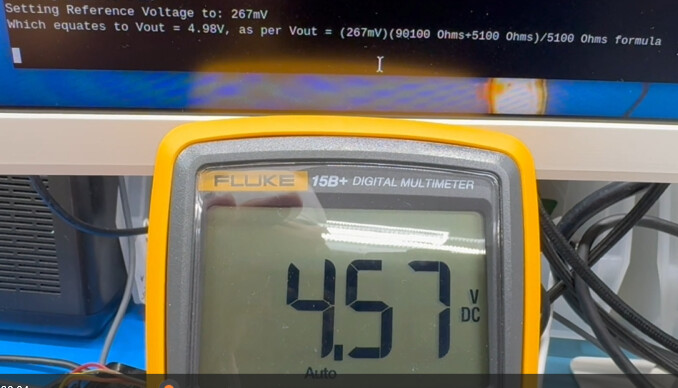 Setting Reference Voltage to: 267mV
Which equates to Vout = 4.98V, as per Vout = (267mV)(90100 Ohms+5100 Ohms)/5100 Ohms formula
FLUKE 15B+ DIGITAL MULTIMETER
4.57 V DC
Auto